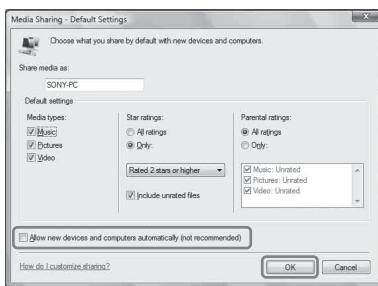 Media Sharing - Default Settings
Choose what you share by default with new devices and computers.
Share media as:
SONY-PC
Default settings
Media types:
Music
Pictures
Video
Star ratings:
All ratings
Only:
Rated 2 stars or higher
Include unrated files
Parental ratings:
All ratings
Only:
Music: Unrated
Pictures: Unrated
Video: Unrated
Allow new devices and computers automatically (not recommended)
How do I customize sharing?
OK
Cancel